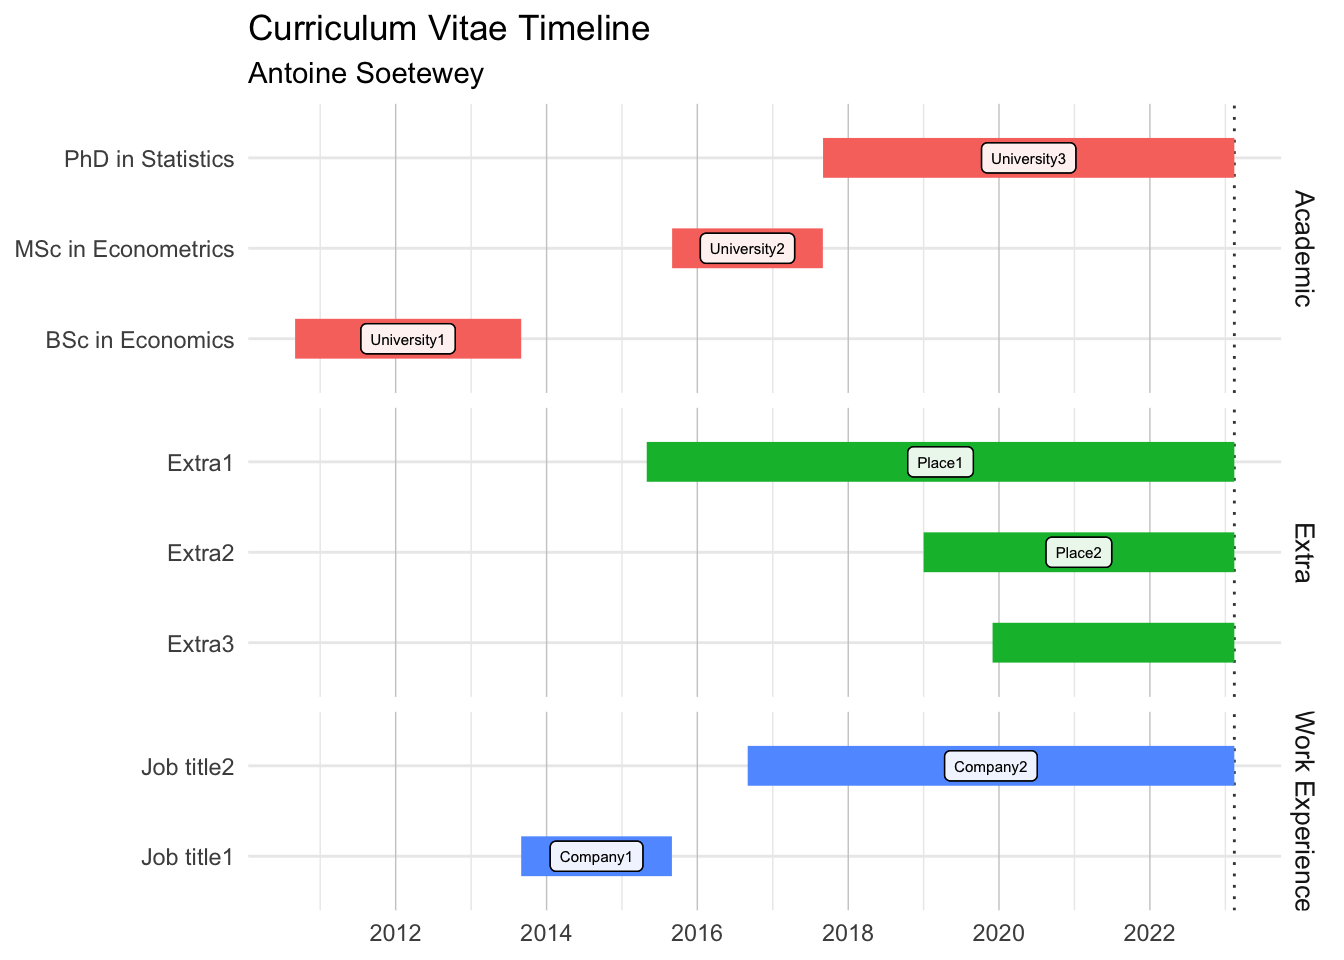 Curriculum Vitae Timeline
Antoine Soetewey
PhD in Statistics
University3
MSc in Econometrics
University2
BSc in Economics
University1
Academic
Extra1
Place1
Extra2
Place2
Extra3
Extra
Job title2
Company2
Job title1
Company1
Work Experience
2012 2014 2016 2018 2020 2022